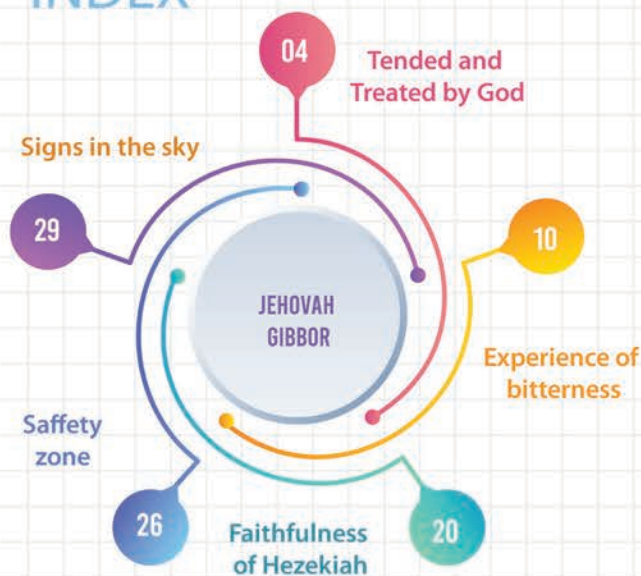 INDEX
04
Tended and
Treated by God
Signs in the sky
29
10
JEHOVAH
GIBBOR
Experience of
bitterness
Saffety
zone
26
Faithfulness
of Hezekiah
20